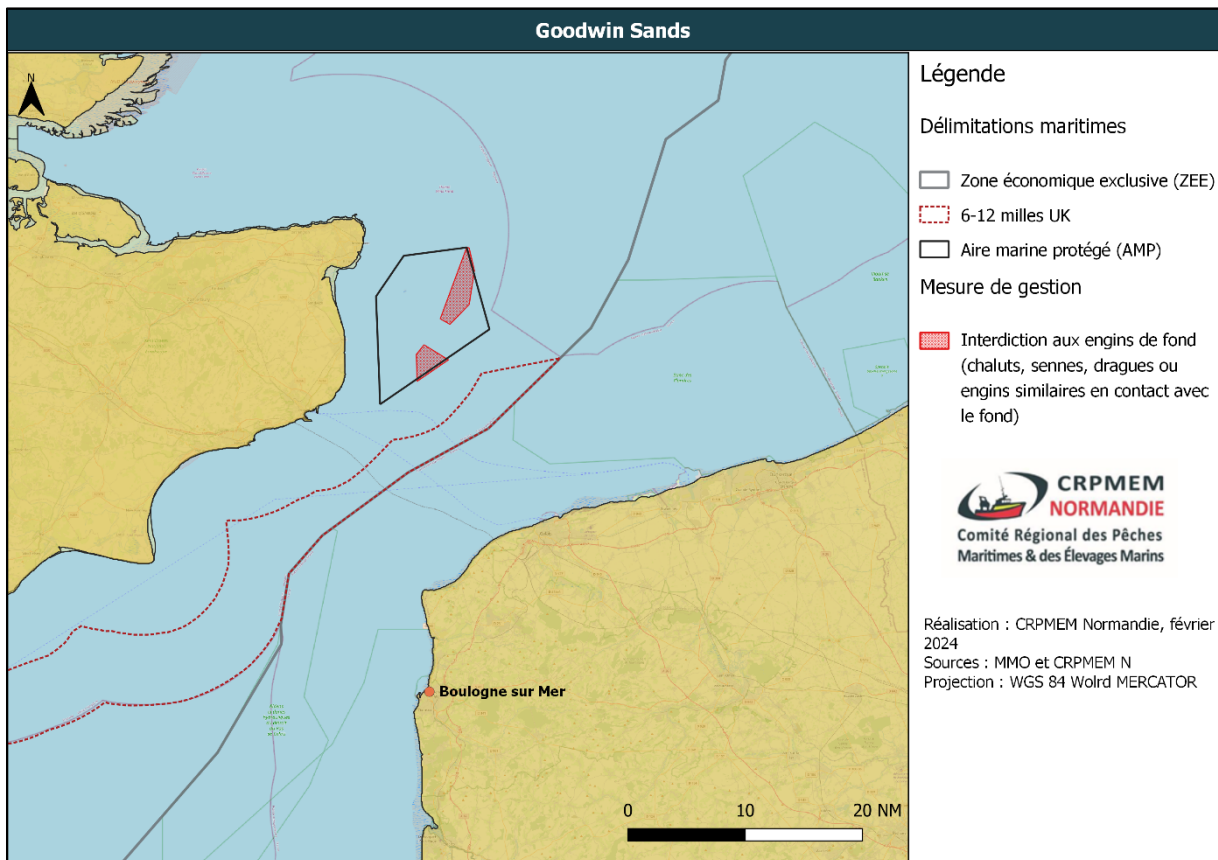 Goodwin Sands
N
Légende
Délimitations maritimes
Zone économique exclusive (ZEE)
6-12 milles UK
Aire marine protégé (AMP)
Mesure de gestion
Interdiction aux engins de fond
(chaluts, sennes, dragues ou
engins similaires en contact avec
le fond)
CRPMEM
NORMANDIE
Comité Régional des Pêches
Maritimes & des Élevages Marins
Réalisation : CRPMEM Normandie, février
2024
Sources : MMO et CRPMEM N
Projection : WGS 84 Wolrd MERCATOR
Boulogne sur Mer
0 10 20 NM